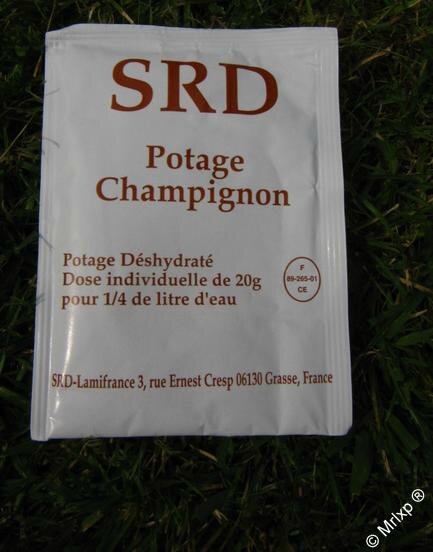 SRD
Potage
Champignon
Potage Déshydraté
Dose individuelle de 20g
pour 1/4 de litre d'eau
F
89-265-01
CE
SRD-Lamifrance 3, rue Ernest Cresp 06130 Grasse, France
© Mrlxp ®